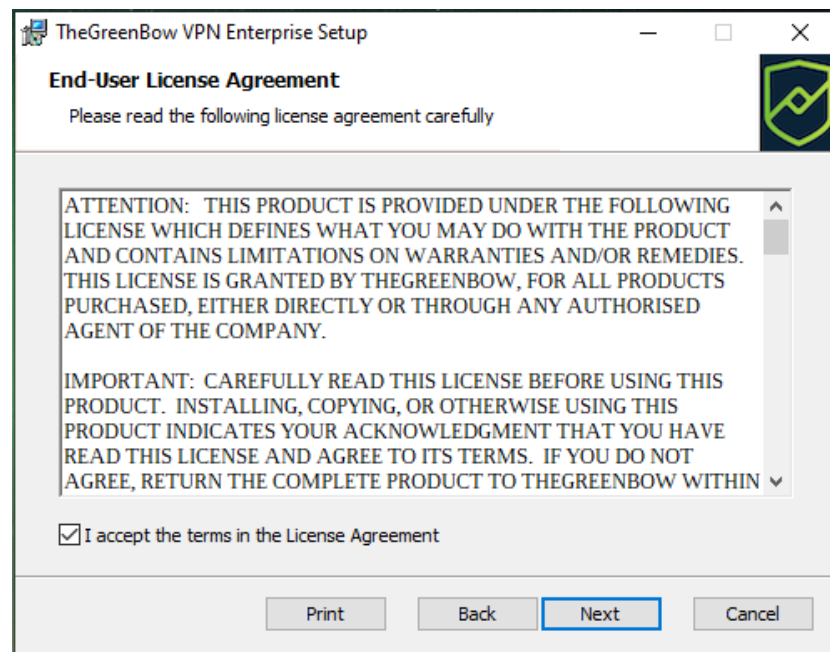 TheGreenBow VPN Enterprise Setup
End-User License Agreement
Please read the following license agreement carefully
ATTENTION:   THIS PRODUCT IS PROVIDED UNDER THE FOLLOWING
LICENSE WHICH DEFINES WHAT YOU MAY DO WITH THE PRODUCT
AND CONTAINS LIMITATIONS ON WARRANTIES AND/OR REMEDIES.
THIS LICENSE IS GRANTED BY THEGREENBOW, FOR ALL PRODUCTS
PURCHASED, EITHER DIRECTLY OR THROUGH ANY AUTHORISED
AGENT OF THE COMPANY.
IMPORTANT:  CAREFULLY READ THIS LICENSE BEFORE USING THIS
PRODUCT.  INSTALLING, COPYING, OR OTHERWISE USING THIS
PRODUCT INDICATES YOUR ACKNOWLEDGMENT THAT YOU HAVE
READ THIS LICENSE AND AGREE TO ITS TERMS.  IF YOU DO NOT
AGREE, RETURN THE COMPLETE PRODUCT TO THEGREENBOW WITHIN
I accept the terms in the License Agreement
Print Back Next Cancel